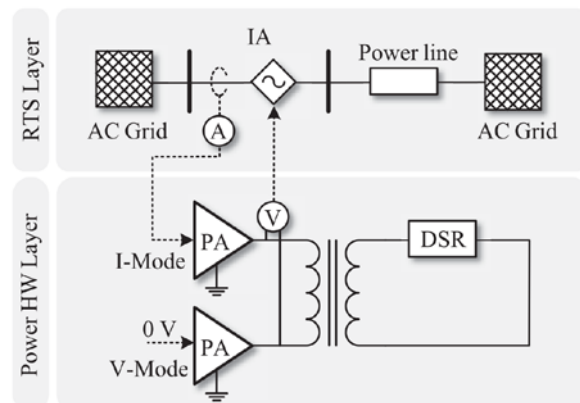 RTS Layer
IA
Power line
AC Grid
AC Grid
A
Power HW Layer
PA
I-Mode
V
DSR
0 V
PA
V-Mode